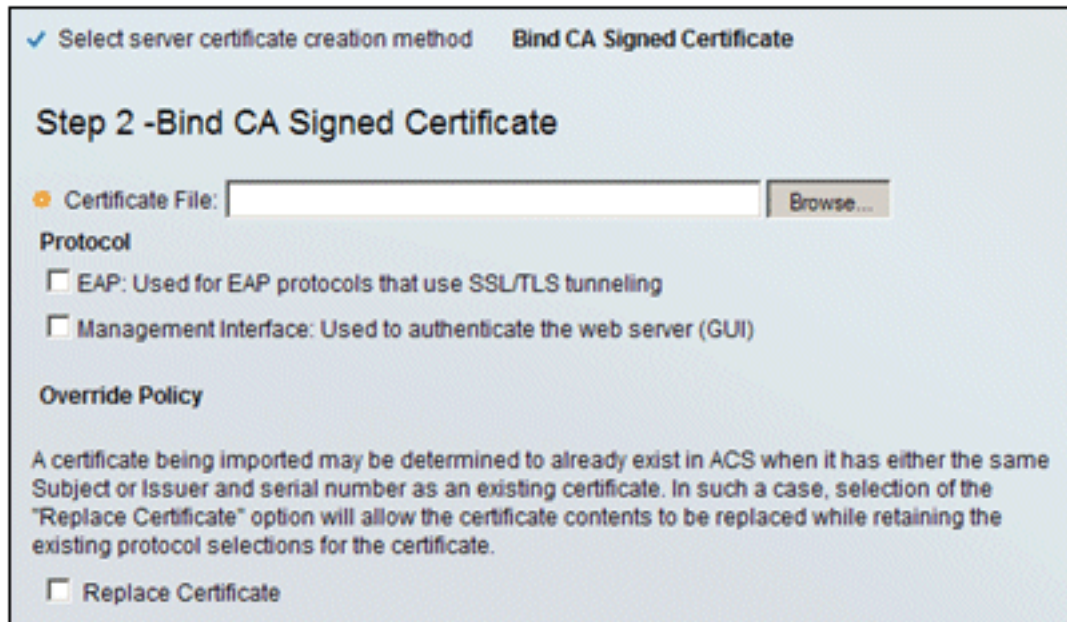 Select server certificate creation method Bind CA Signed Certificate
Step 2 -Bind CA Signed Certificate
Certificate File: Browse...
Protocol
EAP: Used for EAP protocols that use SSL/TLS tunneling
Management Interface: Used to authenticate the web server (GUI)
Override Policy
A certificate being imported may be determined to already exist in ACS when it has either the same
Subject or Issuer and serial number as an existing certificate. In such a case, selection of the
"Replace Certificate" option will allow the certificate contents to be replaced while retaining the
existing protocol selections for the certificate.
Replace Certificate